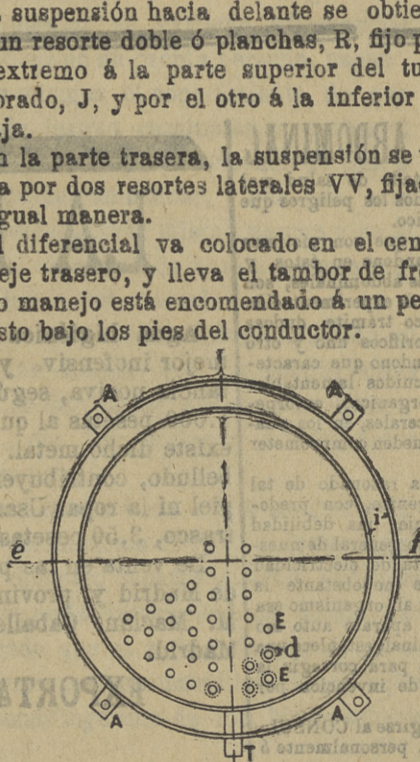 suspensión hacia delante se obtie
un resorte doble ó planchas, R, fijo p
extremo á la parte superior del tu
orado, J, y por el otro á la inferior
ja.
n la parte trasera, la suspensión se
a por dos resortes laterales VV, fija
gual manera.
l diferencial va colocado en el cen
eje trasero, y lleva el tambor de fr
o manejo está encomendado á un pe
sto bajo los pies del conductor.
A A
i
e f
E
d
E
A A
T